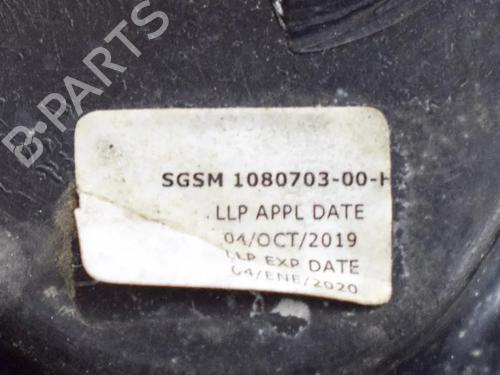 B-PARTS
SGSM 1080703-00-H
LLP APPL DATE
04/OCT/2019
LLP EXP DATE
04/ENE/2020